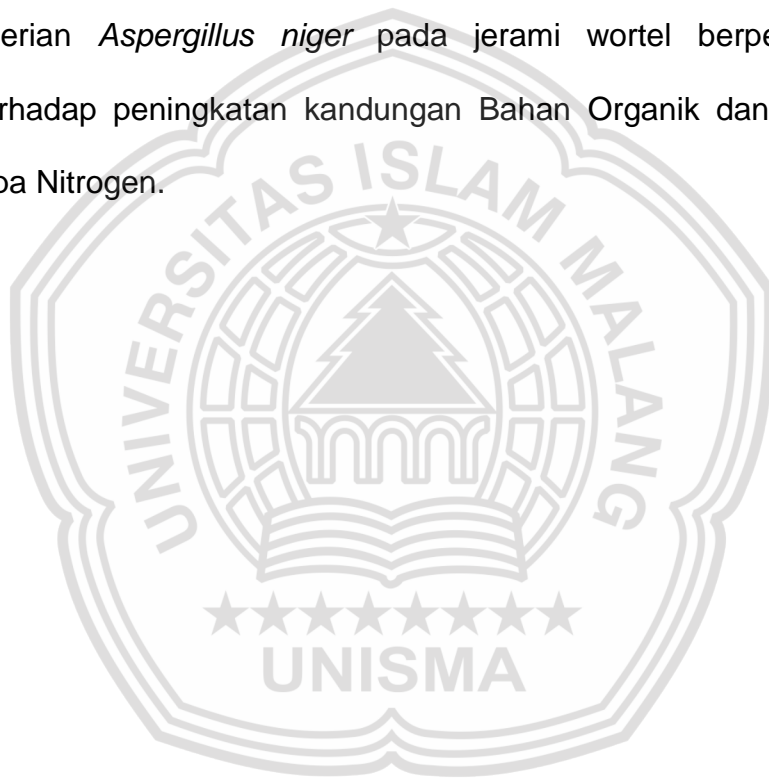 erian Aspergillus niger pada jerami wortel berpe
rhadap peningkatan kandungan Bahan Organik dan
pa Nitrogen.
UNIVERSITAS ISLAM MALANG
UNISMA